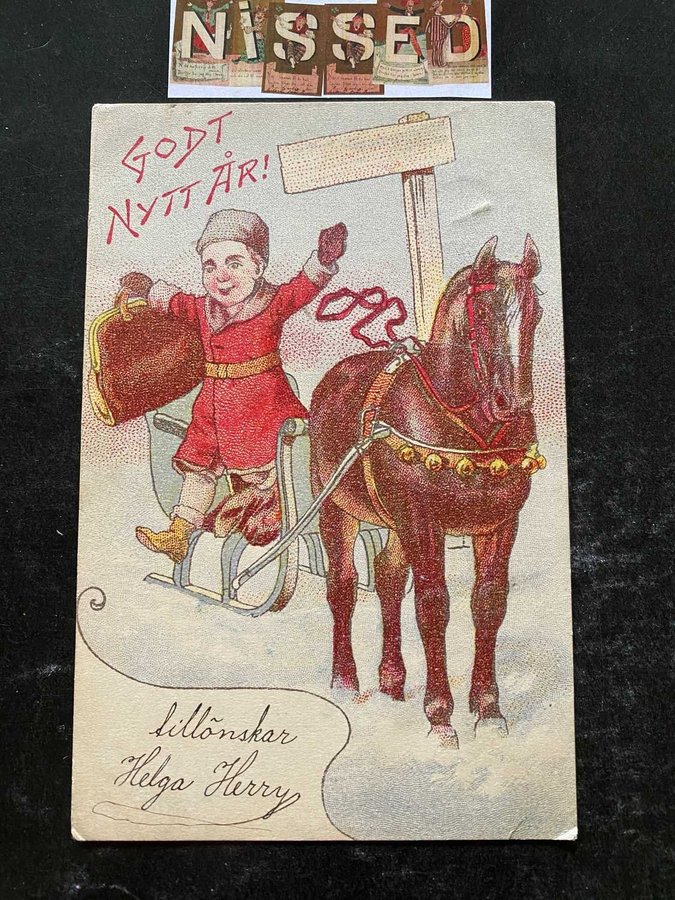 NiSSED
GODT
NYTT ÅR!
tillönskar
Helga Herry